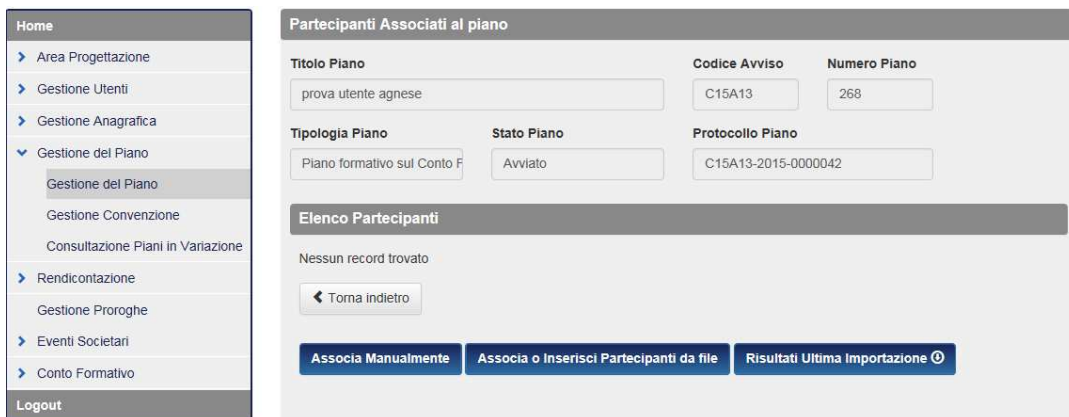 Home
Area Progettazione
Gestione Utenti
Gestione Anagrafica
Gestione del Piano
Gestione del Piano
Gestione Convenzione
Consultazione Piani in Variazione
Rendicontazione
Gestione Proroghe
Eventi Societari
Conto Formativo
Logout
Partecipanti Associati al piano
Titolo Piano Codice Avviso Numero Piano
prova utente agnese C15A13 268
Tipologia Piano Stato Piano Protocollo Piano
Piano formativo sul Conto F Avviato C15A13-2015-0000042
Elenco Partecipanti
Nessun record trovato
Torna indietro
Associa Manualmente Associa o Inserisci Partecipanti da file Risultati Ultima Importazione